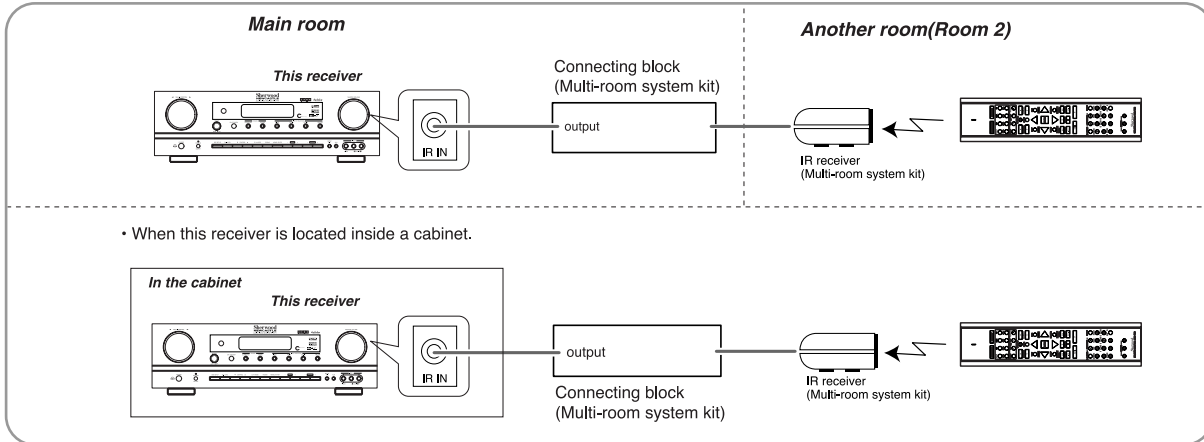 Main room
Another room(Room 2)
This receiver
Connecting block
(Multi-room system kit)
Sherwood
output
IR IN
IR receiver
(Multi-room system kit)
• When this receiver is located inside a cabinet.
In the cabinet
This receiver
Sherwood
output
IR IN
Connecting block
(Multi-room system kit)
IR receiver
(Multi-room system kit)